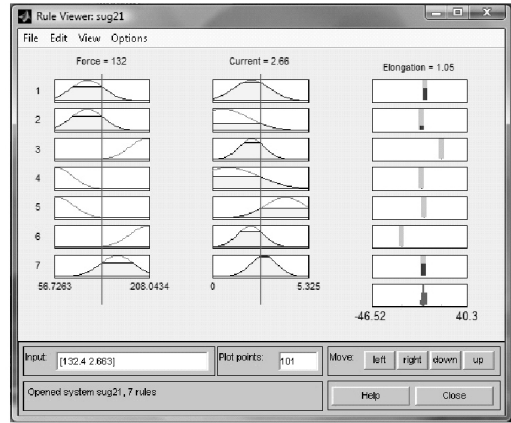 Rule Viewer: sug21
File Edit View Options
Force = 132 Current = 2.66 Elongation = 1.05
1
2
3
4
5
6
7
56.7263 208.0434 0 5.325
-46.52 40.3
Input: [132.4 2.663] Plot points: 101 Move: left right down up
Opened system sug21, 7 rules Help Close